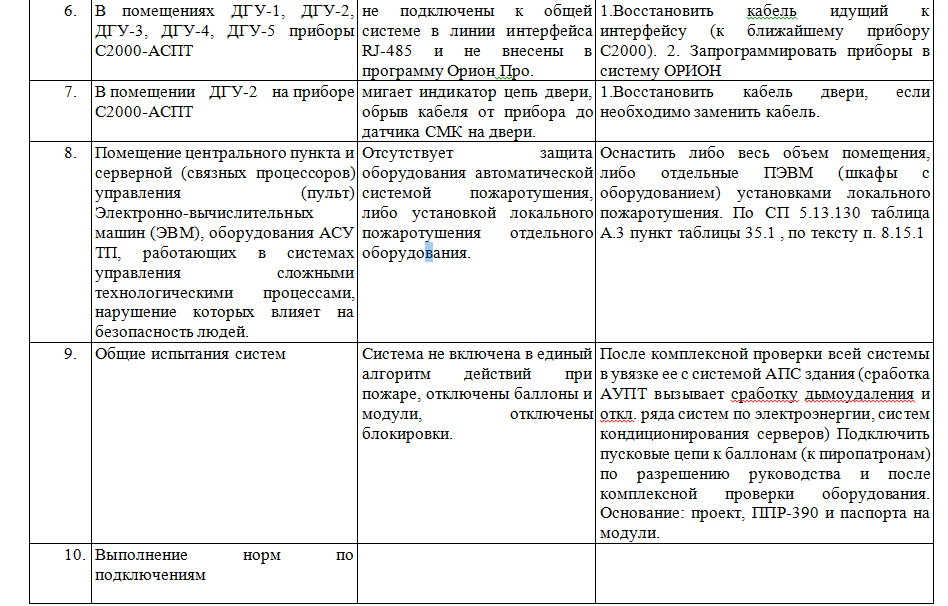 6.
В помещениях ДГУ-1, ДГУ-2,
ДГУ-3, ДГУ-4, ДГУ-5 приборы
С2000-АСПТ
не подключены к общей
системе в линии интерфейса
RJ-485 и не внесены в
программу Орион Про.
1.Восстановить кабель идущий к
интерфейсу (к ближайшему прибору
С2000). 2. Запрограммировать приборы в
систему ОРИОН
7.
В помещении ДГУ-2 на приборе
С2000-АСПТ
мигает индикатор цепь двери,
обрыв кабеля от прибора до
датчика СМК на двери.
1.Восстановить кабель двери, если
необходимо заменить кабель.
8.
Помещение центрального пункта и
серверной (связных процессоров)
управления (пульт)
Электронно-вычислительных
машин (ЭВМ), оборудования АСУ
ТП, работающих в системах
управления сложными
технологическими процессами,
нарушение которых влияет на
безопасность людей.
Отсутствует защита
оборудования автоматической
системой пожаротушения,
либо установкой локального
пожаротушения отдельного
оборудования.
Оснастить либо весь объем помещения,
либо отдельные ПЭВМ (шкафы с
оборудованием) установками локального
пожаротушения. По СП 5.13.130 таблица
А.3 пункт таблицы 35.1 , по тексту п. 8.15.1
9.
Общие испытания систем
Система не включена в единый
алгоритм действий при
пожаре, отключены баллоны и
модули, отключены
блокировки.
После комплексной проверки всей системы
в увязке ее с системой АПС здания (сработка
АУПТ вызывает сработку дымоудаления и
откл. ряда систем по электроэнергии, систем
кондиционирования серверов) Подключить
пусковые цепи к баллонам (к пиропатронам)
по разрешению руководства и после
комплексной проверки оборудования.
Основание: проект, ППР-390 и паспорта на
модули.
10.
Выполнение норм по
подключениям